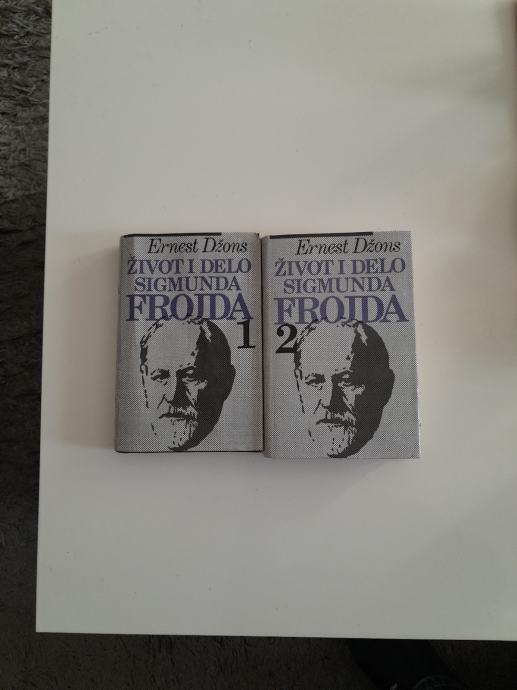 Ernest Džons
ŽIVOT I DELO
SIGMUNDA
FROJDA
1
Ernest Džons
ŽIVOT I DELO
SIGMUNDA
FROJDA
2